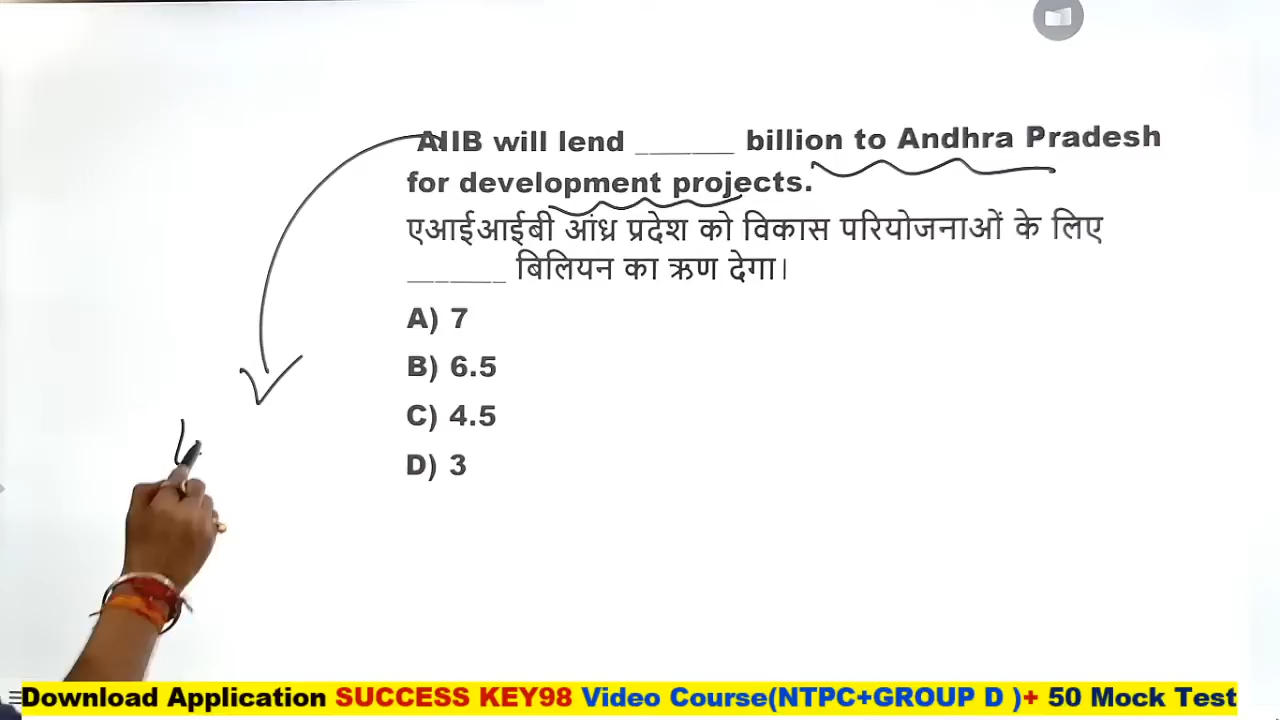 AIIB will lend ______ billion to Andhra Pradesh
for development projects.
एआईआईबी आंध्र प्रदेश को विकास परियोजनाओं के लिए
______ बिलियन का ऋण देगा।
A) 7
B) 6.5
C) 4.5
D) 3
Download Application SUCCESS KEY98 Video Course(NTPC+GROUP D )+ 50 Mock Test